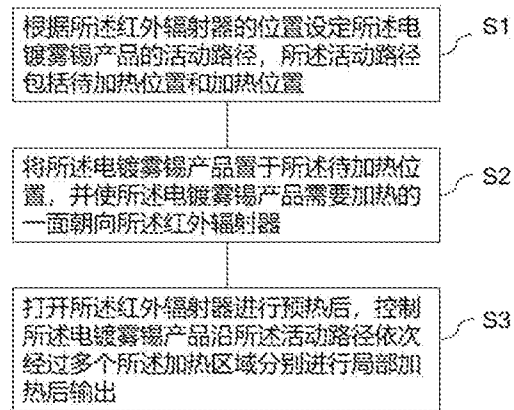 根据所述红外辐射器的位置设定所述电
镀雾锡产品的活动路径，所述活动路径
包括待加热位置和加热位置
S1
将所述电镀雾锡产品置于所述待加热位
置，并使所述电镀雾锡产品需要加热的
一面朝向所述红外辐射器
S2
打开所述红外辐射器进行预热后，控制
所述电镀雾锡产品沿所述活动路径依次
经过多个所述加热区域分别进行局部加
热后输出
S3